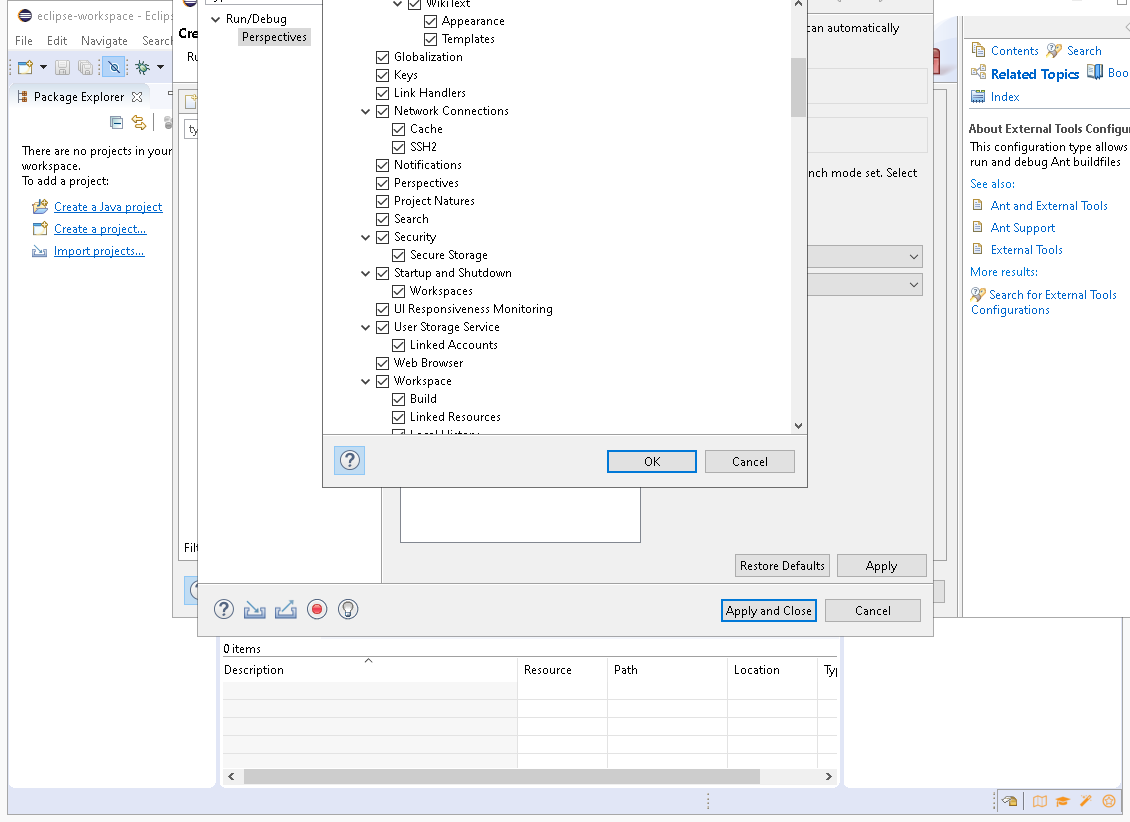 eclipse-workspace - Eclips
File Edit Navigate Search
Package Explorer
There are no projects in your
workspace.
To add a project:
Create a Java project
Create a project...
Import projects...
Cre
Ru
ty
Filt
Run/Debug
Perspectives
WikiText
Appearance
Templates
Globalization
Keys
Link Handlers
Network Connections
Cache
SSH2
Notifications
Perspectives
Project Natures
Search
Security
Secure Storage
Startup and Shutdown
Workspaces
UI Responsiveness Monitoring
User Storage Service
Linked Accounts
Web Browser
Workspace
Build
Linked Resources
Local History
OK Cancel
can automatically
nch mode set. Select
Restore Defaults Apply
Apply and Close Cancel
Contents Search
Related Topics Boo
Index
About External Tools Configur
This configuration type allows
run and debug Ant buildfiles
See also:
Ant and External Tools
Ant Support
External Tools
More results:
Search for External Tools
Configurations
0 items
Description Resource Path Location Typ